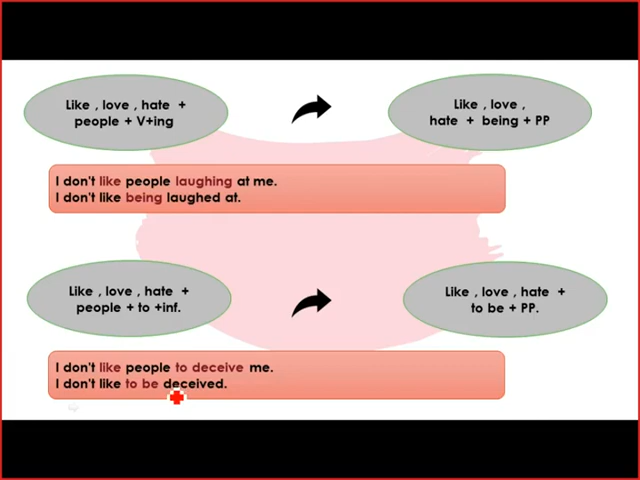 Like , love , hate +
people + V+ing
Like , love ,
hate + being + PP
I don't like people laughing at me.
I don't like being laughed at.
Like , love , hate +
people + to +inf.
Like , love , hate +
to be + PP.
I don't like people to deceive me.
I don't like to be deceived.